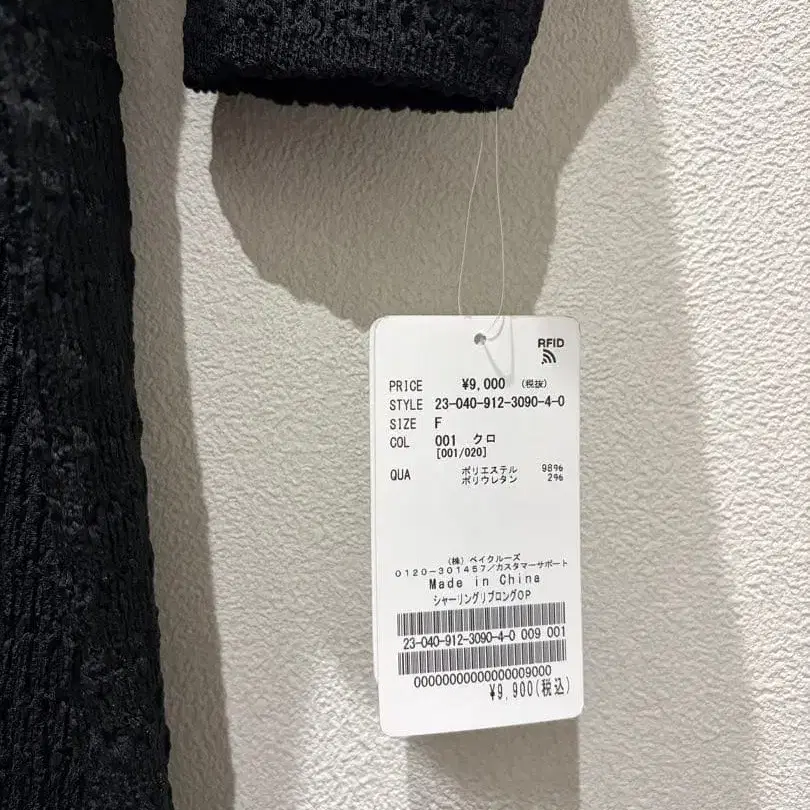 RFID
PRICE ¥9,000 (税抜)
STYLE 23-040-912-3090-4-0
SIZE F
COL 001 クロ
[001/020]
QUA ポリエステル 98%
ポリウレタン 2%
(株) ベイクルーズ
0120-301457/カスタマーサポート
Made in China
シャーリングリブロングOP
23-040-912-3090-4-0 009 001
00000000000000009000
¥9,900(税込)